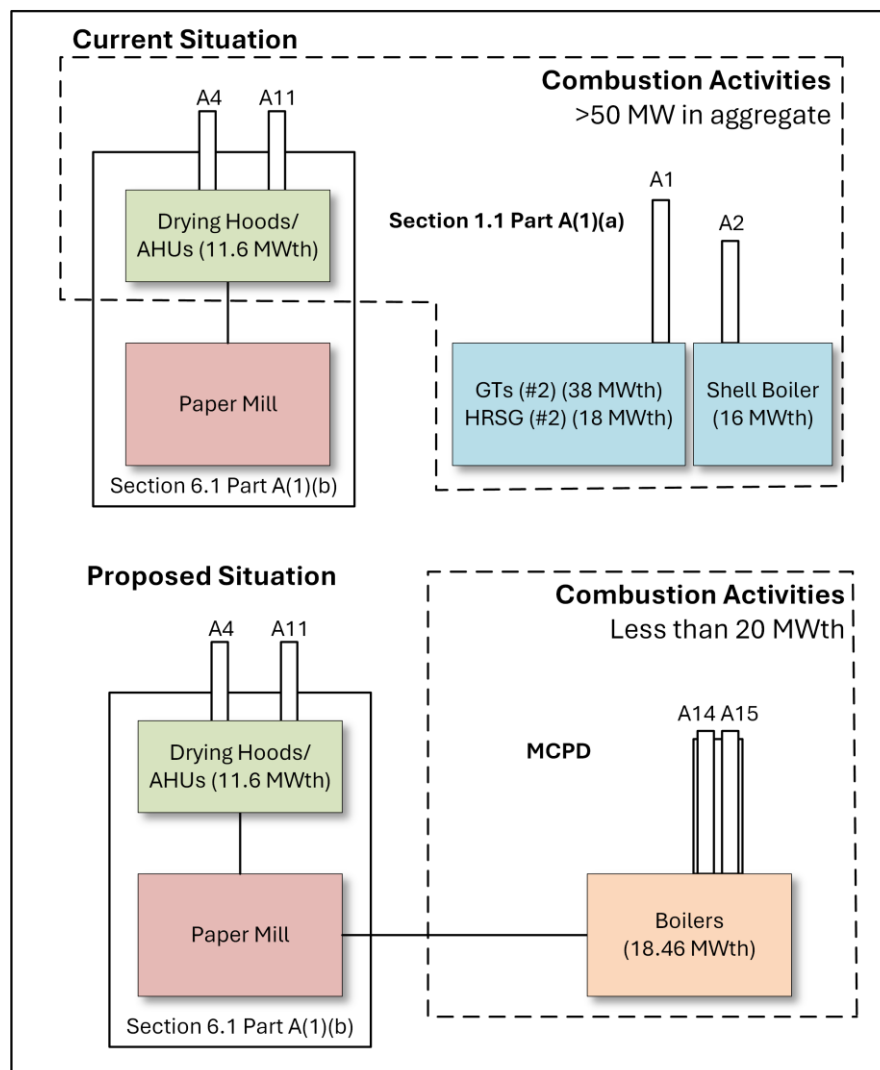 Current Situation
Combustion Activities
>50 MW in aggregate
A4
A11
A1
A2
Drying Hoods/
AHUs (11.6 MWth)
Section 1.1 Part A(1)(a)
Paper Mill
GTs (#2) (38 MWth)
HRSG (#2) (18 MWth)
Shell Boiler
(16 MWth)
Section 6.1 Part A(1)(b)
Proposed Situation
Combustion Activities
Less than 20 MWth
A4
A11
A14
A15
Drying Hoods/
AHUs (11.6 MWth)
MCPD
Paper Mill
Boilers
(18.46 MWth)
Section 6.1 Part A(1)(b)